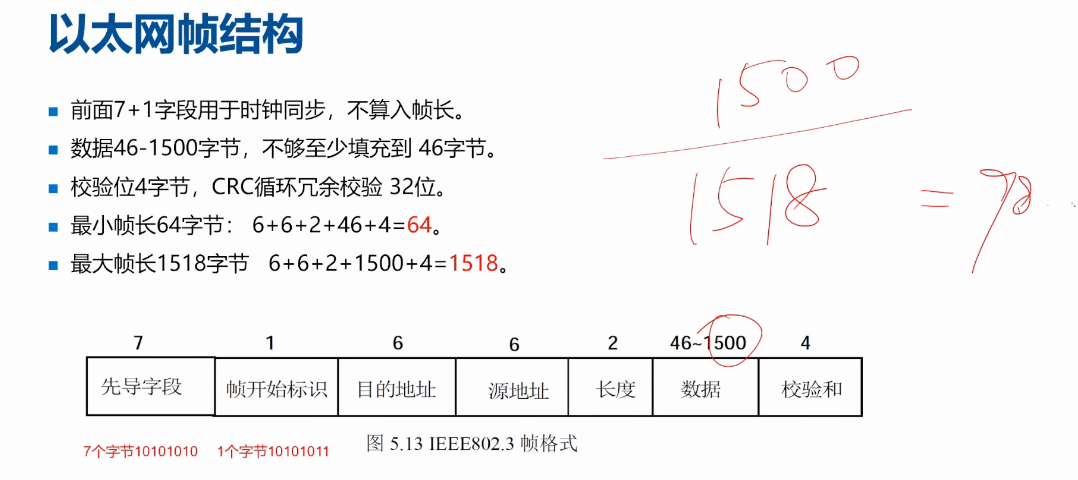 以太网帧结构
前面7+1字段用于时钟同步，不算入帧长。
数据46-1500字节，不够至少填充到 46字节。
校验位4字节，CRC循环冗余校验 32位。
最小帧长64字节： 6+6+2+46+4=64。
最大帧长1518字节 6+6+2+1500+4=1518。
1500
1518 = 98...
7 1 6 6 2 46~1500 4
先导字段 帧开始标识 目的地址 源地址 长度 数据 校验和
7个字节10101010 1个字节10101011
图 5.13 IEEE802.3 帧格式